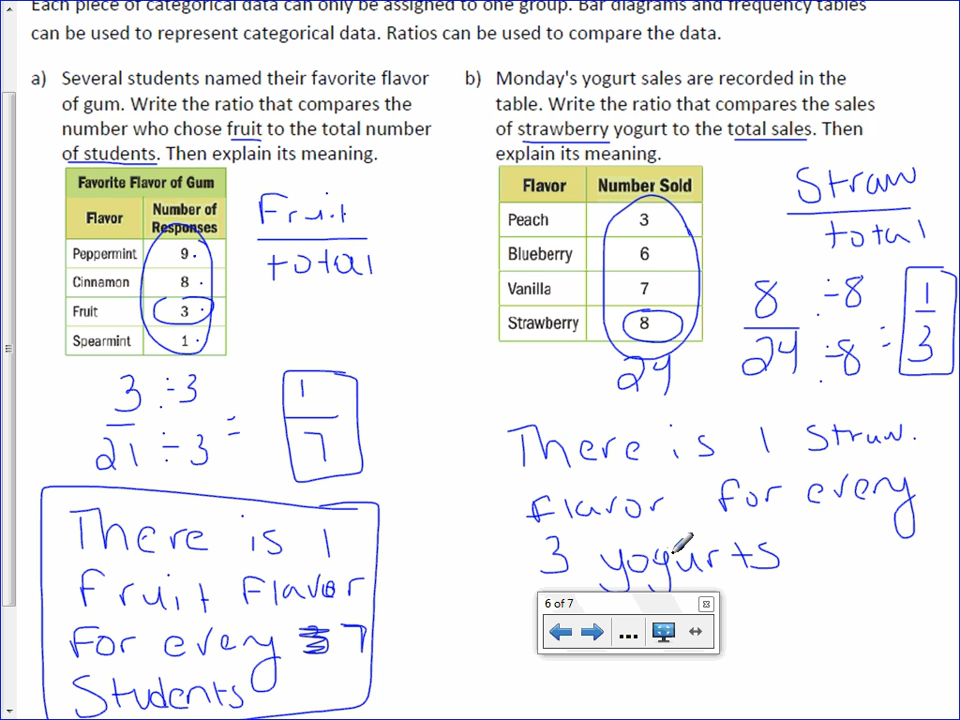 Each piece of categorical data can only be assigned to one group. Bar diagrams and frequency tables
can be used to represent categorical data. Ratios can be used to compare the data.
a) Several students named their favorite flavor
of gum. Write the ratio that compares the
number who chose fruit to the total number
of students. Then explain its meaning.
Favorite Flavor of Gum
Flavor Number of Responses
Peppermint 9
Cinnamon 8
Fruit 3
Spearmint 1
Fruit
total
3 ÷3
21 ÷3
=
1
7
There is 1
fruit Flavor
For every 7
Students
b) Monday's yogurt sales are recorded in the
table. Write the ratio that compares the sales
of strawberry yogurt to the total sales. Then
explain its meaning.
Flavor Number Sold
Peach 3
Blueberry 6
Vanilla 7
Strawberry 8
24
Straw
total
8 ÷8
24 ÷8
=
1
3
There is 1 Straw.
flavor for every
3 yogurts
6 of 7
...